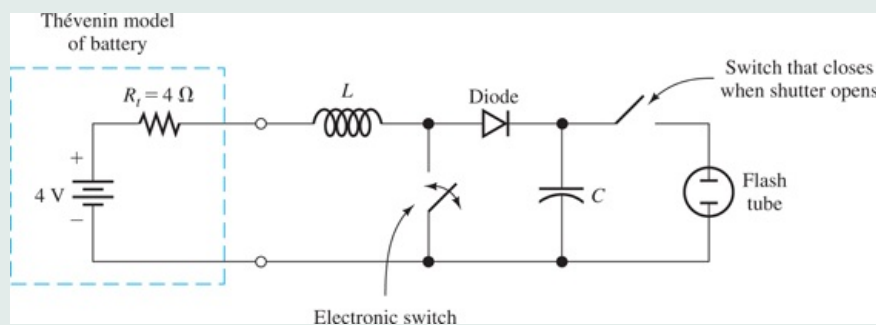 Thévenin model
of battery
R_t = 4 Ω
L
Diode
Switch that closes
when shutter opens
+
4 V
−
C
Flash
tube
Electronic switch